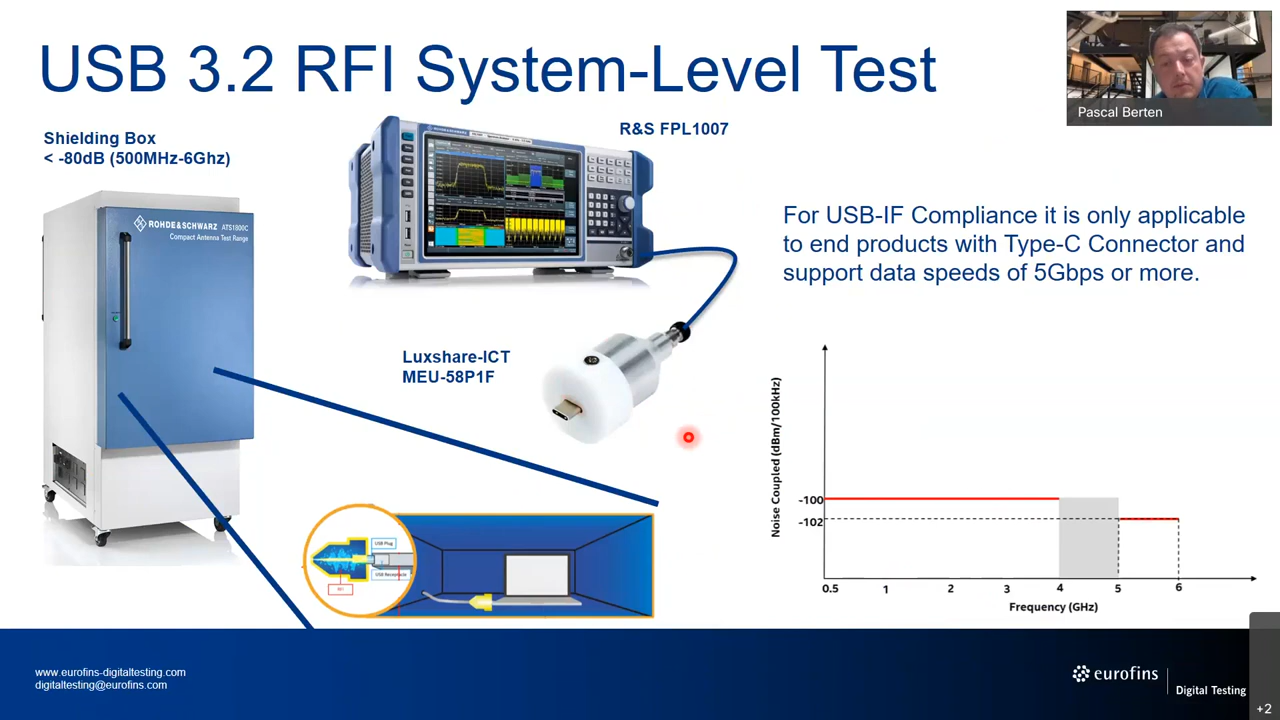 USB 3.2 RFI System-Level Test
Pascal Berten
Shielding Box
< -80dB (500MHz-6Ghz)
R&S FPL1007
ROHDE&SCHWARZ ATS1800C
Compact Antenna Test Range
ROHDE&SCHWARZ
For USB-IF Compliance it is only applicable
to end products with Type-C Connector and
support data speeds of 5Gbps or more.
Luxshare-ICT
MEU-58P1F
USB Plug
USB Receptacle
RFI
Noise Coupled (dBm/100kHz)
-100
-102
0.5 1 2 3 4 5 6
Frequency (GHz)
www.eurofins-digitaltesting.com
digitaltesting@eurofins.com
eurofins
Digital Testing
+2